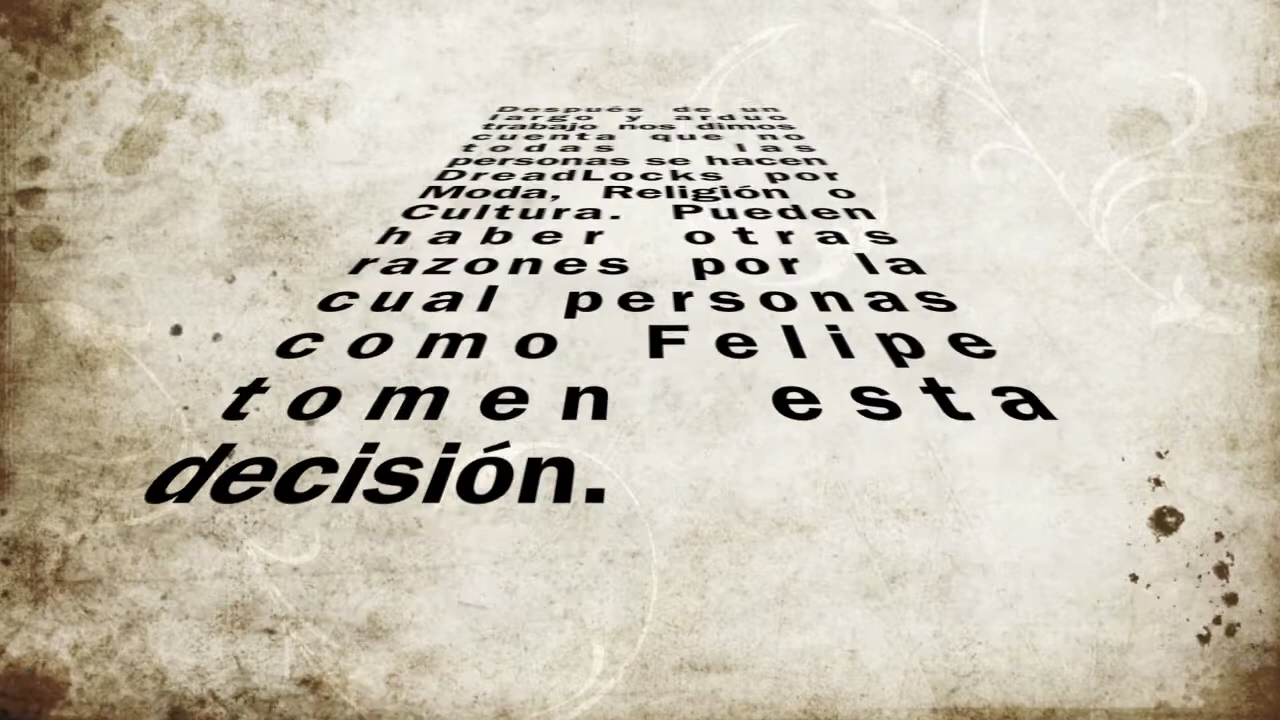 Después de un
largo y arduo
trabajo nos dimos
cuenta que no
todas las
personas se hacen
DreadLocks por
Moda, Religión o
Cultura. Pueden
haber otras
razones por la
cual personas
como Felipe
tomen esta
decisión.